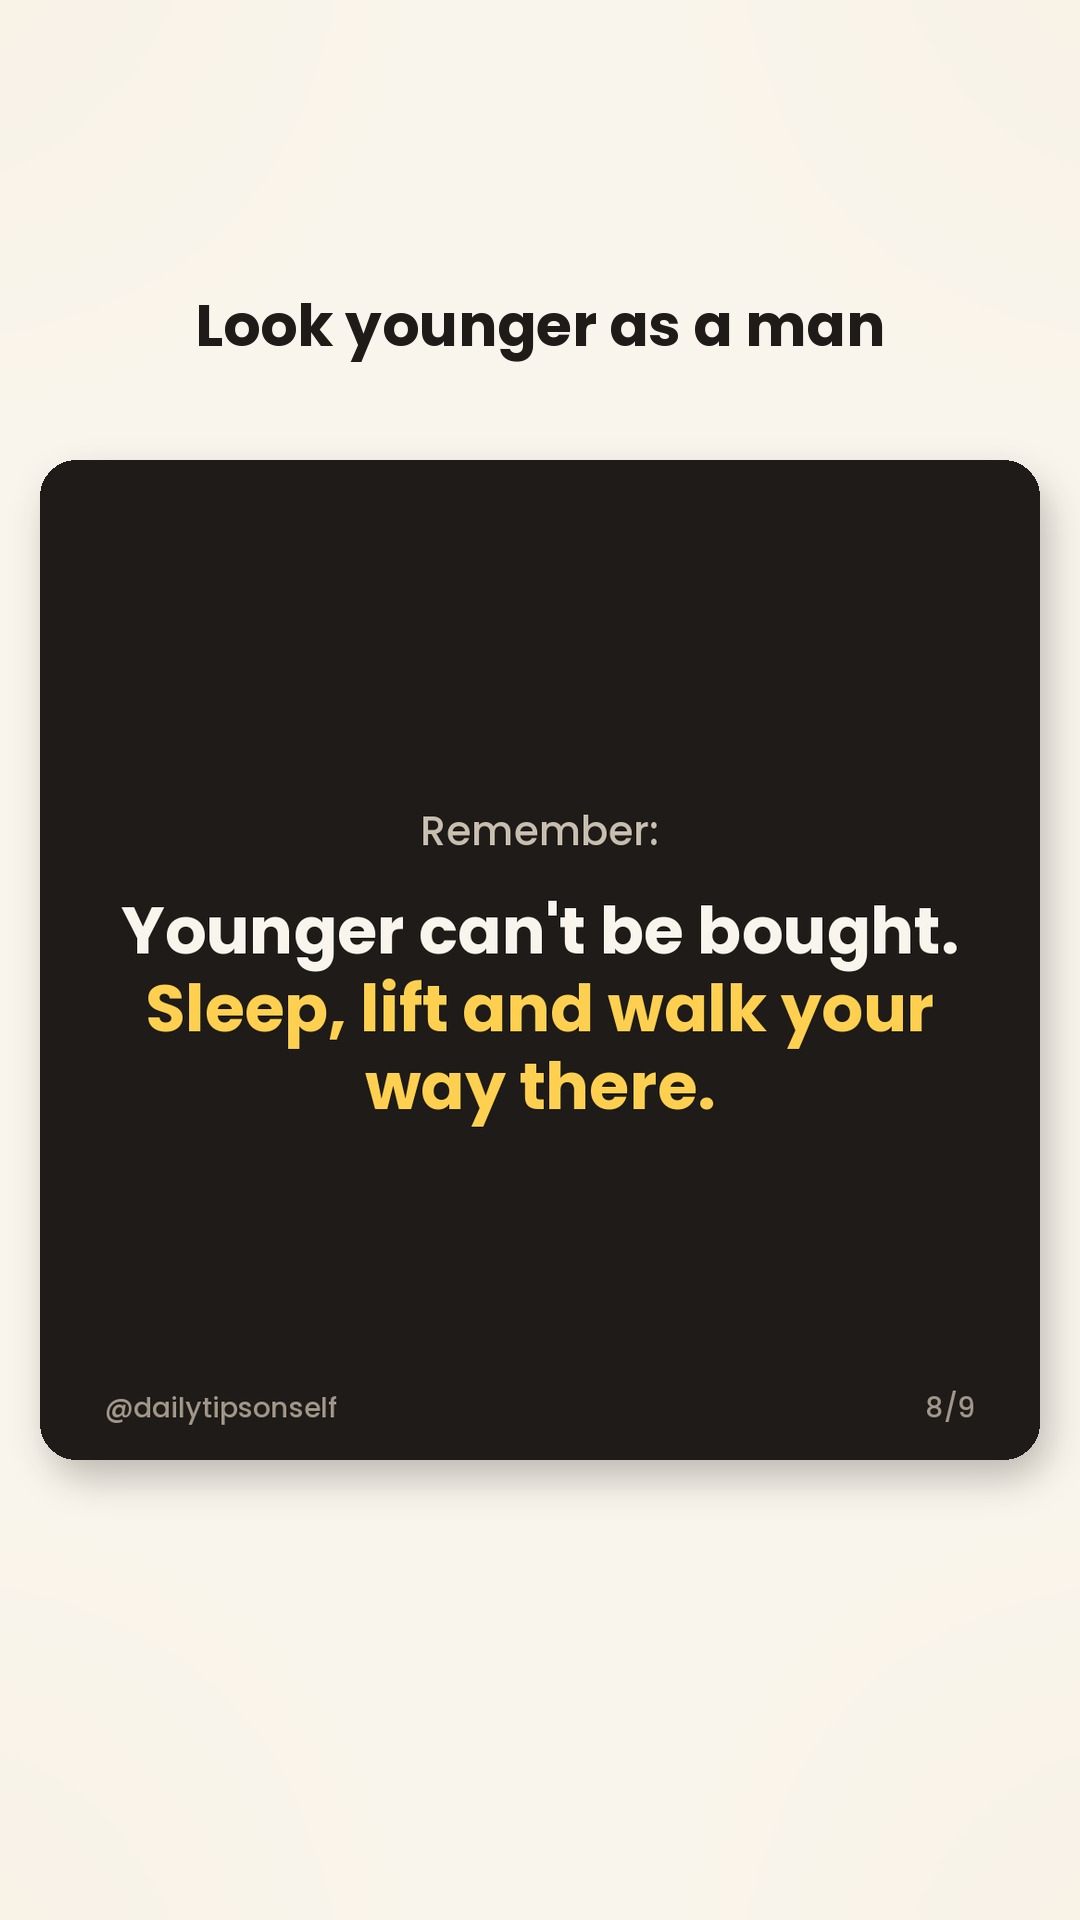 Look younger as a man
Remember:
Younger can't be bought.
Sleep, lift and walk your
way there.
@dailytipsonself
8/9